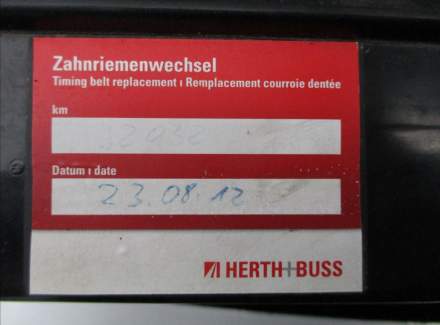 Zahnriemenwechsel
Timing belt replacement ı Remplacement courroie dentée
km
Datum ı date
23.08.12
HERTH+BUSS